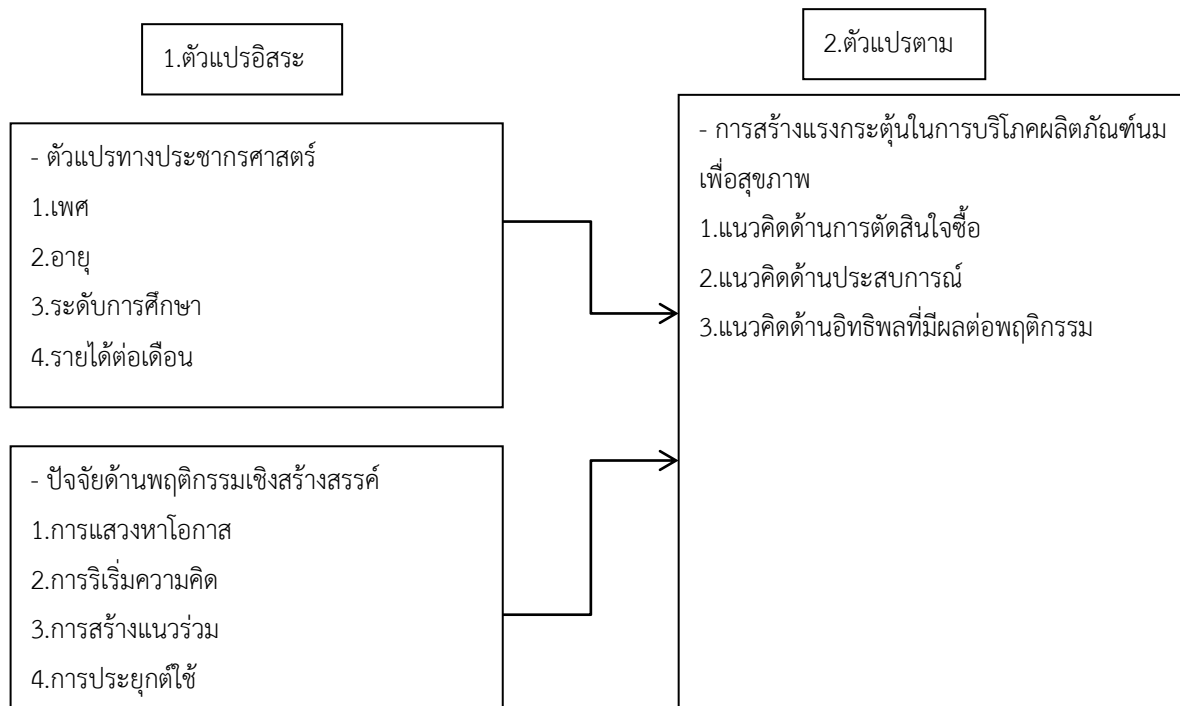 1.ตัวแปรอิสระ
- ตัวแปรทางประชากรศาสตร์
1.เพศ
2.อายุ
3.ระดับการศึกษา
4.รายได้ต่อเดือน
- ปัจจัยด้านพฤติกรรมเชิงสร้างสรรค์
1.การแสวงหาโอกาส
2.การริเริ่มความคิด
3.การสร้างแนวร่วม
4.การประยุกต์ใช้
2.ตัวแปรตาม
- การสร้างแรงกระตุ้นในการบริโภคผลิตภัณฑ์นม
เพื่อสุขภาพ
1.แนวคิดด้านการตัดสินใจซื้อ
2.แนวคิดด้านประสบการณ์
3.แนวคิดด้านอิทธิพลที่มีผลต่อพฤติกรรม